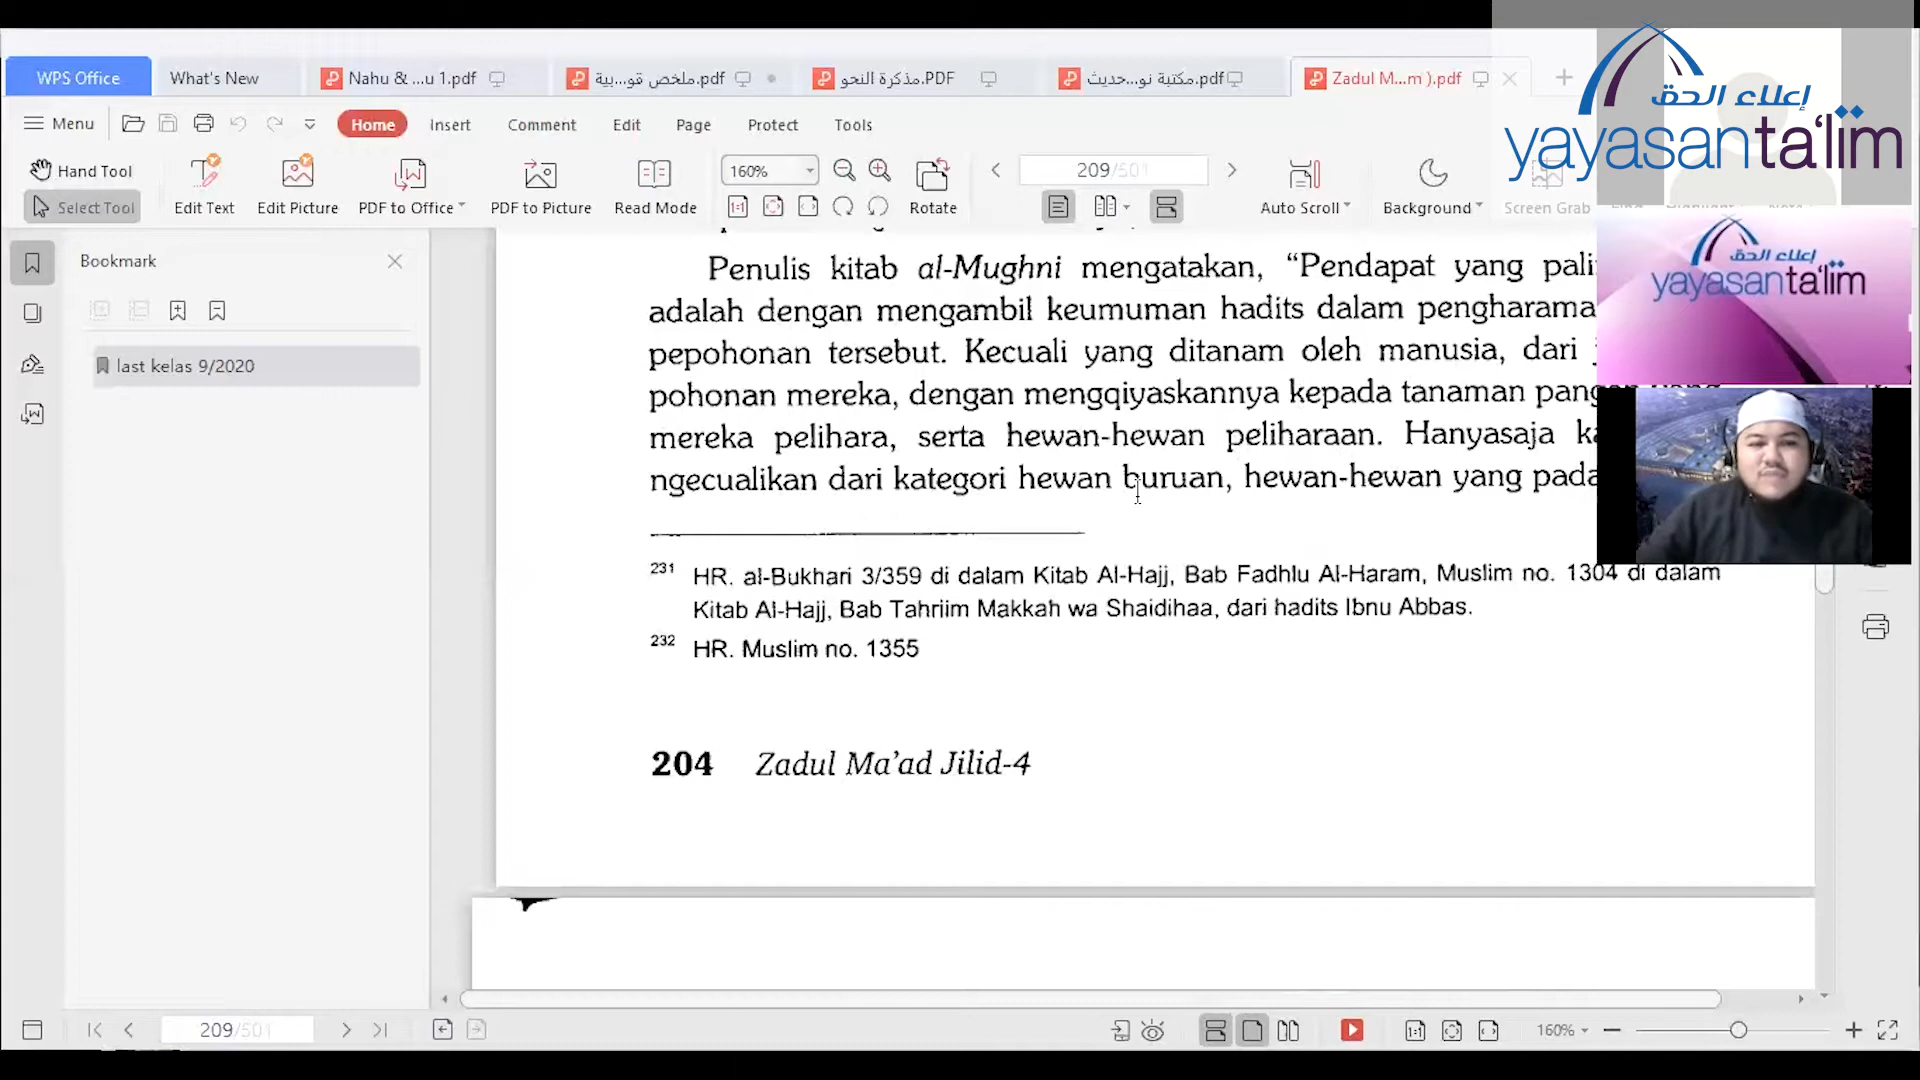 WPS Office
What's New
Nahu & ...u 1.pdf
ملخص قو...بية.pdf
مذكرة النحو.PDF
مكتبة نو...حديث.pdf
Zadul M...m ).pdf
إعلاء الحق
yayasanta'lim
Menu
Home
Insert
Comment
Edit
Page
Protect
Tools
Hand Tool
Select Tool
Edit Text
Edit Picture
PDF to Office
PDF to Picture
Read Mode
160%
Rotate
209/501
Auto Scroll
Background
Screen Grab
Bookmark
last kelas 9/2020
إعلاء الحق
yayasanta'lim
Penulis kitab al-Mughni mengatakan, “Pendapat yang
adalah dengan mengambil keumuman hadits dalam
pepohonan tersebut. Kecuali yang ditanam oleh manusia, dari
pohonan mereka, dengan mengqiyaskannya kepada tanaman
mereka pelihara, serta hewan-hewan peliharaan. Hanyasaja
ngecualikan dari kategori hewan buruan, hewan-hewan yang
231 HR. al-Bukhari 3/359 di dalam Kitab Al-Hajj, Bab Fadhlu Al-Haram, Muslim no. 1304 di dalam
Kitab Al-Hajj, Bab Tahriim Makkah wa Shaidihaa, dari hadits Ibnu Abbas.
232 HR. Muslim no. 1355
204 Zadul Ma'ad Jilid-4
209/501
160%